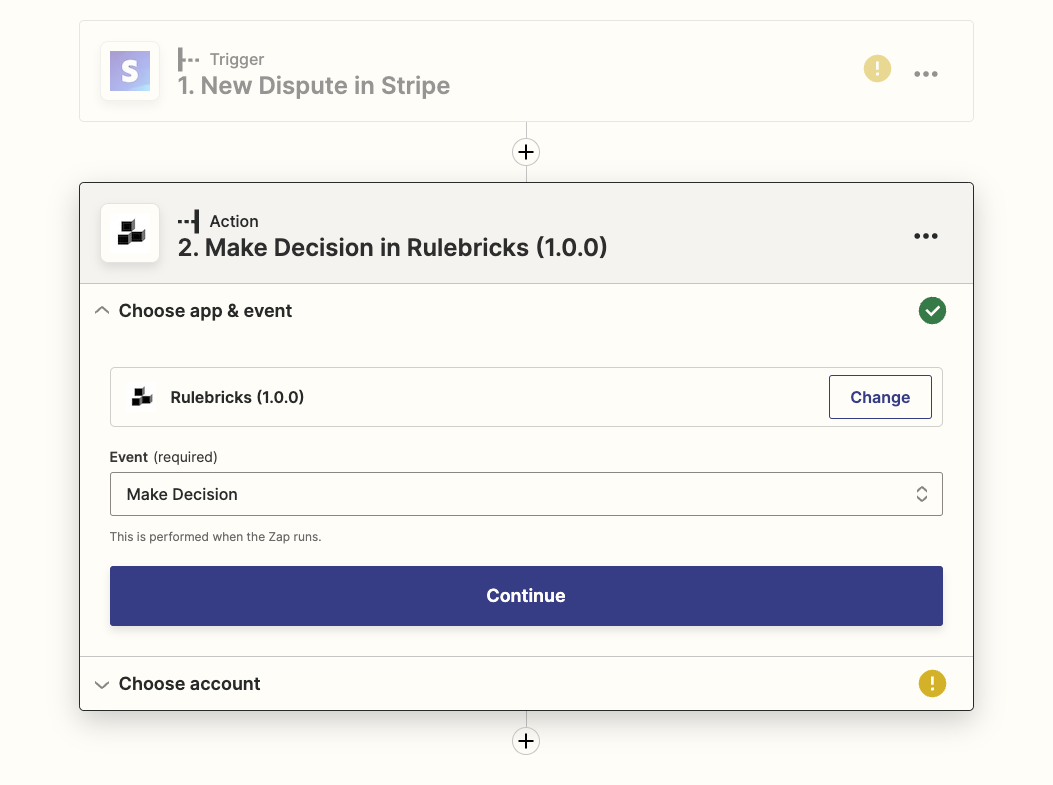 S
Trigger
1. New Dispute in Stripe
!
Action
2. Make Decision in Rulebricks (1.0.0)
Choose app & event
Rulebricks (1.0.0)
Change
Event (required)
Make Decision
This is performed when the Zap runs.
Continue
Choose account
!